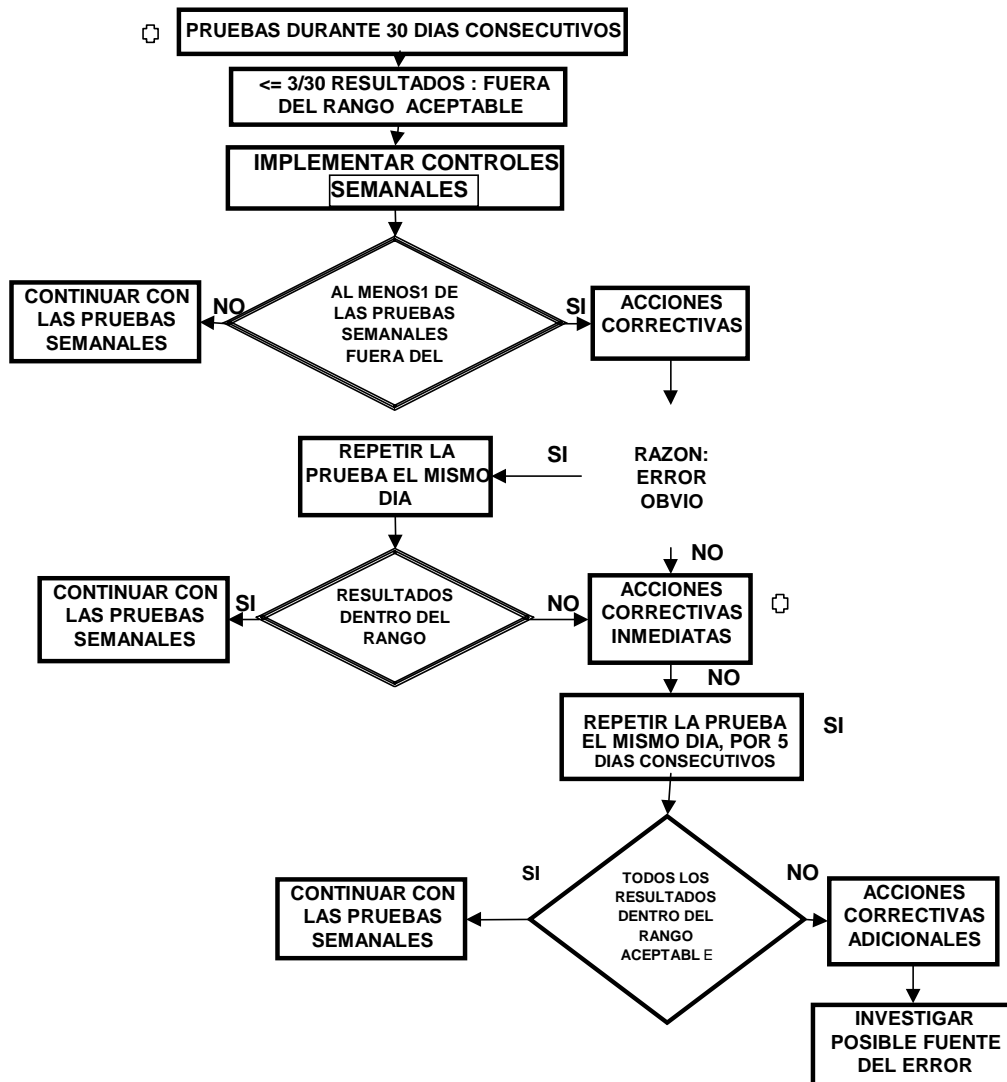 PRUEBAS DURANTE 30 DIAS CONSECUTIVOS
<= 3/30 RESULTADOS : FUERA
DEL RANGO ACEPTABLE
IMPLEMENTAR CONTROLES
SEMANALES
CONTINUAR CON
LAS PRUEBAS
SEMANALES
NO
AL MENOS1 DE
LAS PRUEBAS
SEMANALES
FUERA DEL
SI
ACCIONES
CORRECTIVAS
REPETIR LA
PRUEBA EL MISMO
DIA
SI
RAZON:
ERROR
OBVIO
NO
CONTINUAR CON
LAS PRUEBAS
SEMANALES
SI
RESULTADOS
DENTRO DEL
RANGO
NO
ACCIONES
CORRECTIVAS
INMEDIATAS
NO
REPETIR LA PRUEBA
EL MISMO DIA, POR 5
DIAS CONSECUTIVOS
SI
CONTINUAR CON
LAS PRUEBAS
SEMANALES
SI
TODOS LOS
RESULTADOS
DENTRO DEL
RANGO
ACEPTABL E
NO
ACCIONES
CORRECTIVAS
ADICIONALES
INVESTIGAR
POSIBLE FUENTE
DEL ERROR